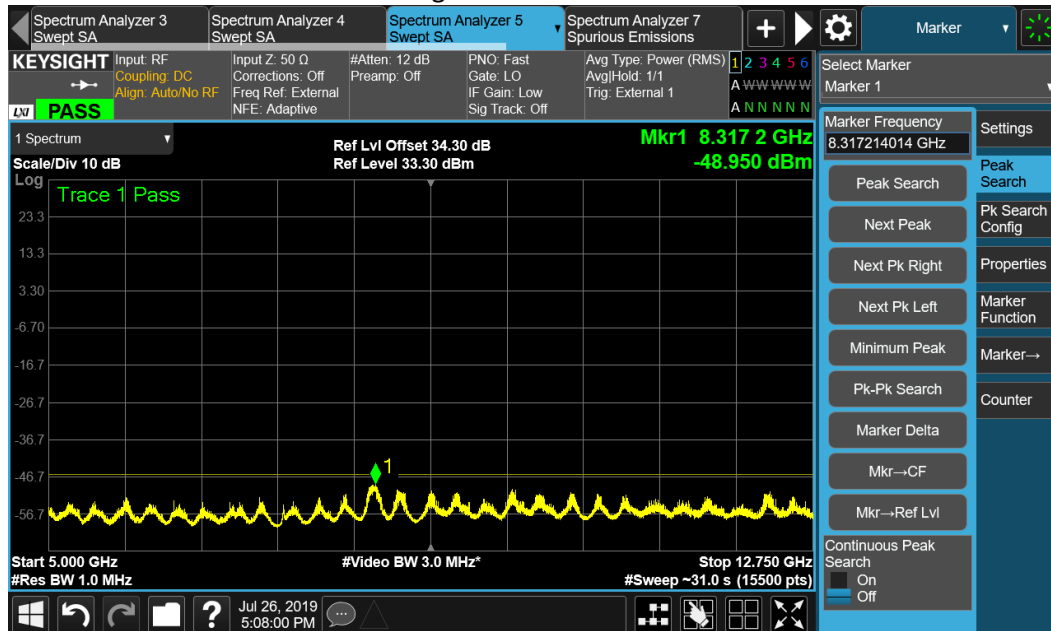 Spectrum Analyzer 3
Swept SA
Spectrum Analyzer 4
Swept SA
Spectrum Analyzer 5
Swept SA
Spectrum Analyzer 7
Spurious Emissions
+
Marker
KEYSIGHT
LXI PASS
Input: RF
Coupling: DC
Align: Auto/No RF
Input Z: 50 Ω
Corrections: Off
Freq Ref: External
NFE: Adaptive
#Atten: 12 dB
Preamp: Off
PNO: Fast
Gate: LO
IF Gain: Low
Sig Track: Off
Avg Type: Power (RMS)
Avg|Hold: 1/1
Trig: External 1
1 2 3 4 5 6
A W W W W W
A N N N N N
Select Marker
Marker 1
1 Spectrum
Scale/Div 10 dB
Ref Lvl Offset 34.30 dB
Ref Level 33.30 dBm
Mkr1 8.317 2 GHz
-48.950 dBm
Log
Trace 1 Pass
23.3
13.3
3.30
-6.70
-16.7
-26.7
-36.7
-46.7
-56.7
1
Start 5.000 GHz
#Res BW 1.0 MHz
#Video BW 3.0 MHz*
Stop 12.750 GHz
#Sweep ~31.0 s (15500 pts)
Marker Frequency
8.317214014 GHz
Peak Search
Next Peak
Next Pk Right
Next Pk Left
Minimum Peak
Pk-Pk Search
Marker Delta
Mkr→CF
Mkr→Ref Lvl
Continuous Peak
Search
On
Off
Settings
Peak
Search
Pk Search
Config
Properties
Marker
Function
Marker→
Counter
?
Jul 26, 2019
5:08:00 PM